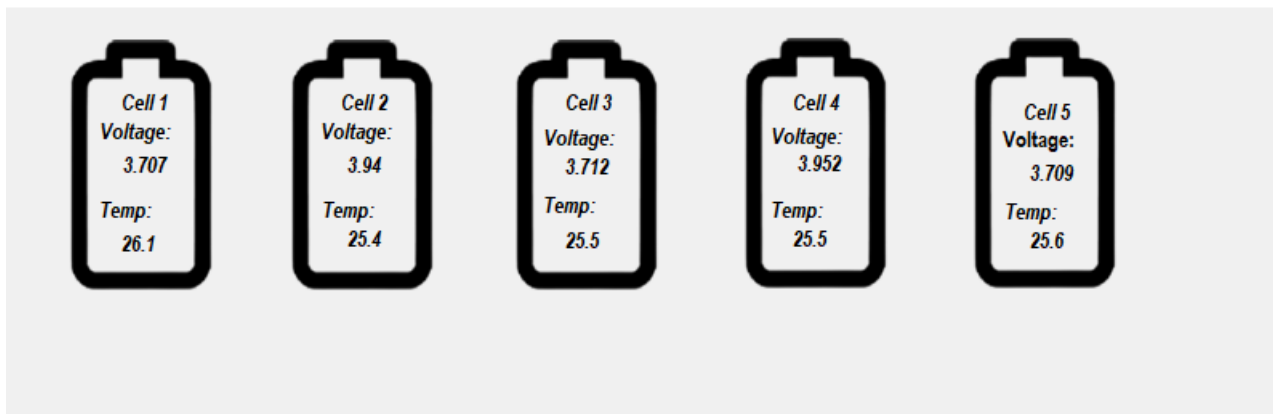 Cell 1
Voltage:
3.707
Temp:
26.1
Cell 2
Voltage:
3.94
Temp:
25.4
Cell 3
Voltage:
3.712
Temp:
25.5
Cell 4
Voltage:
3.952
Temp:
25.5
Cell 5
Voltage:
3.709
Temp:
25.6